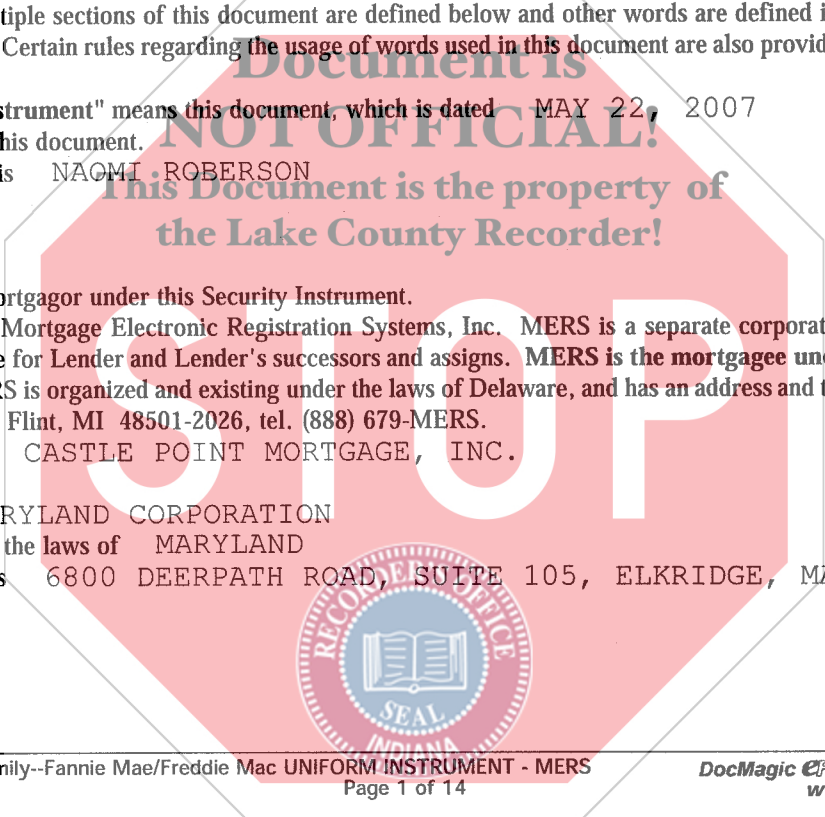 tiple sections of this document are defined below and other words are defined i
Certain rules regarding the usage of words used in this document are also provid
Document is
strument" means this document, which is dated MAY 22, 2007
NOT OFFICIAL!
his document.
is NAOMI ROBERSON
This Document is the property of
the Lake County Recorder!
ortgagor under this Security Instrument.
Mortgage Electronic Registration Systems, Inc. MERS is a separate corporat
e for Lender and Lender's successors and assigns. MERS is the mortgagee und
RS is organized and existing under the laws of Delaware, and has an address and t
Flint, MI 48501-2026, tel. (888) 679-MERS.
STOP
CASTLE POINT MORTGAGE, INC.
RYLAND CORPORATION
the laws of MARYLAND
s 6800 DEERPATH ROAD, SUITE 105, ELKRIDGE, MA
RECORDER'S OFFICE
SEAL
INDIANA
mily--Fannie Mae/Freddie Mac UNIFORM INSTRUMENT - MERS
DocMagic
Page 1 of 14
w